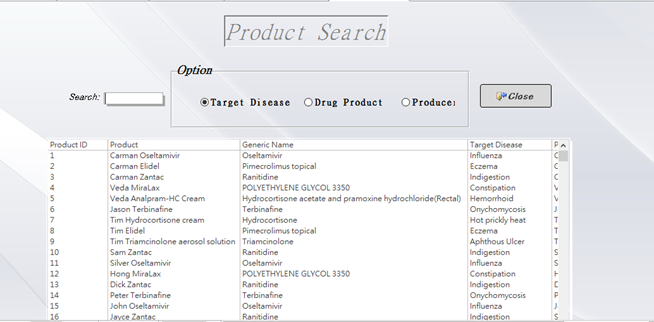 Product Search
Option
Search:
Target Disease Drug Product Producer
Close
Product ID Product Generic Name Target Disease P
1 Carman Oseltamivir Oseltamivir Influenza C
2 Carman Elidel Pimecrolimus topical Eczema C
3 Carman Zantac Ranitidine Indigestion C
4 Veda MiraLax POLYETHYLENE GLYCOL 3350 Constipation V
5 Veda Analpram-HC Cream Hydrocortisone acetate and pramoxine hydrochloride(Rectal) Hemorrhoid V
6 Jason Terbinafine Terbinafine Onychomycosis J
7 Tim Hydrocortisone cream Hydrocortisone Hot prickly heat T
8 Tim Elidel Pimecrolimus topical Eczema T
9 Tim Triamcinolone aerosol solution Triamcinolone Aphthous Ulcer T
10 Sam Zantac Ranitidine Indigestion S
11 Silver Oseltamivir Oseltamivir Influenza S
12 Hong MiraLax POLYETHYLENE GLYCOL 3350 Constipation H
13 Dick Zantac Ranitidine Indigestion D
14 Peter Terbinafine Terbinafine Onychomycosis P
15 John Oseltamivir Oseltamivir Influenza J
16 Jayce Zantac Ranitidine Indigestion